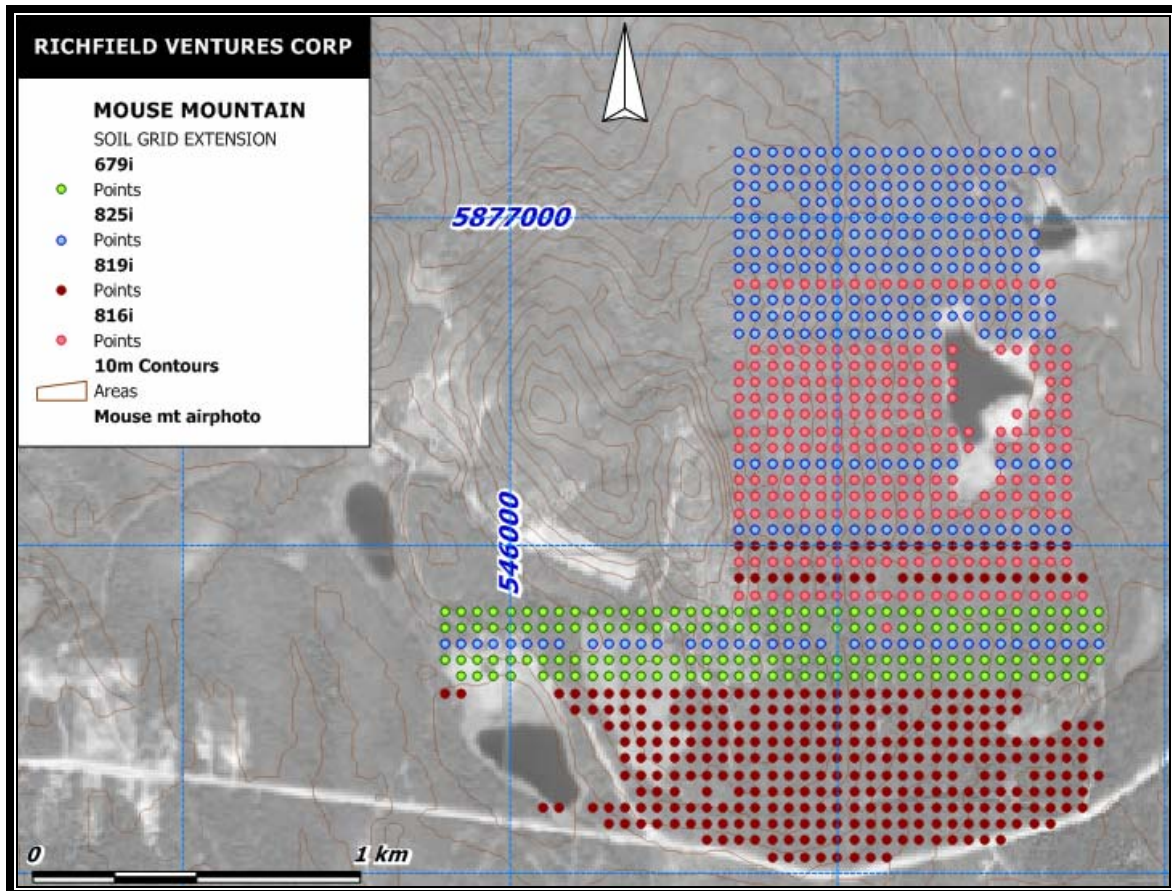 RICHFIELD VENTURES CORP
MOUSE MOUNTAIN
SOIL GRID EXTENSION
679i
Points
825i
Points
819i
Points
816i
Points
10m Contours
Areas
Mouse mt airphoto
5877000
546000
0 1 km